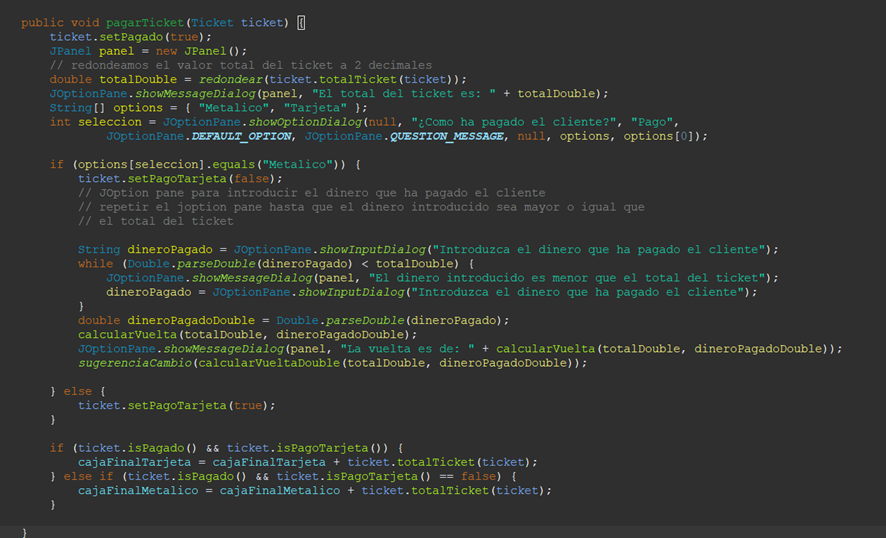 public void pagarTicket(Ticket ticket) {
ticket.setPagado(true);
JPanel panel = new JPanel();
// redondeamos el valor total del ticket a 2 decimales
double totalDouble = redondear(ticket.totalTicket(ticket));
JOptionPane.showMessageDialog(panel, "El total del ticket es: " + totalDouble);
String[] options = { "Metalico", "Tarjeta" };
int seleccion = JOptionPane.showOptionDialog(null, "¿Como ha pagado el cliente?", "Pago",
JOptionPane.DEFAULT_OPTION, JOptionPane.QUESTION_MESSAGE, null, options, options[0]);
if (options[seleccion].equals("Metalico")) {
ticket.setPagoTarjeta(false);
// JOption pane para introducir el dinero que ha pagado el cliente
// repetir el joption pane hasta que el dinero introducido sea mayor o igual que
// el total del ticket
String dineroPagado = JOptionPane.showInputDialog("Introduzca el dinero que ha pagado el cliente");
while (Double.parseDouble(dineroPagado) < totalDouble) {
JOptionPane.showMessageDialog(panel, "El dinero introducido es menor que el total del ticket");
dineroPagado = JOptionPane.showInputDialog("Introduzca el dinero que ha pagado el cliente");
}
double dineroPagadoDouble = Double.parseDouble(dineroPagado);
calcularVuelta(totalDouble, dineroPagadoDouble);
JOptionPane.showMessageDialog(panel, "La vuelta es de: " + calcularVuelta(totalDouble, dineroPagadoDouble));
sugerenciaCambio(calcularVueltaDouble(totalDouble, dineroPagadoDouble));
} else {
ticket.setPagoTarjeta(true);
}
if (ticket.isPagado() && ticket.isPagoTarjeta()) {
cajaFinalTarjeta = cajaFinalTarjeta + ticket.totalTicket(ticket);
} else if (ticket.isPagado() && ticket.isPagoTarjeta() == false) {
cajaFinalMetalico = cajaFinalMetalico + ticket.totalTicket(ticket);
}
}